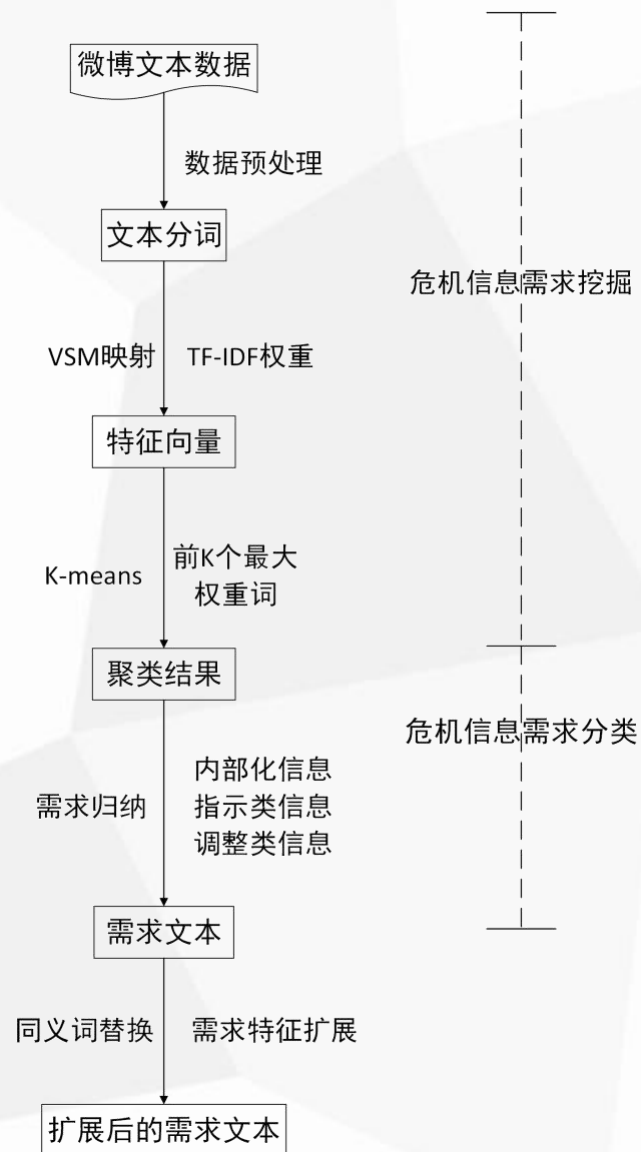 微博文本数据
数据预处理
文本分词
危机信息需求挖掘
VSM映射 TF-IDF权重
特征向量
K-means
前K个最大
权重词
聚类结果
危机信息需求分类
需求归纳
内部化信息
指示类信息
调整类信息
需求文本
同义词替换 需求特征扩展
扩展后的需求文本